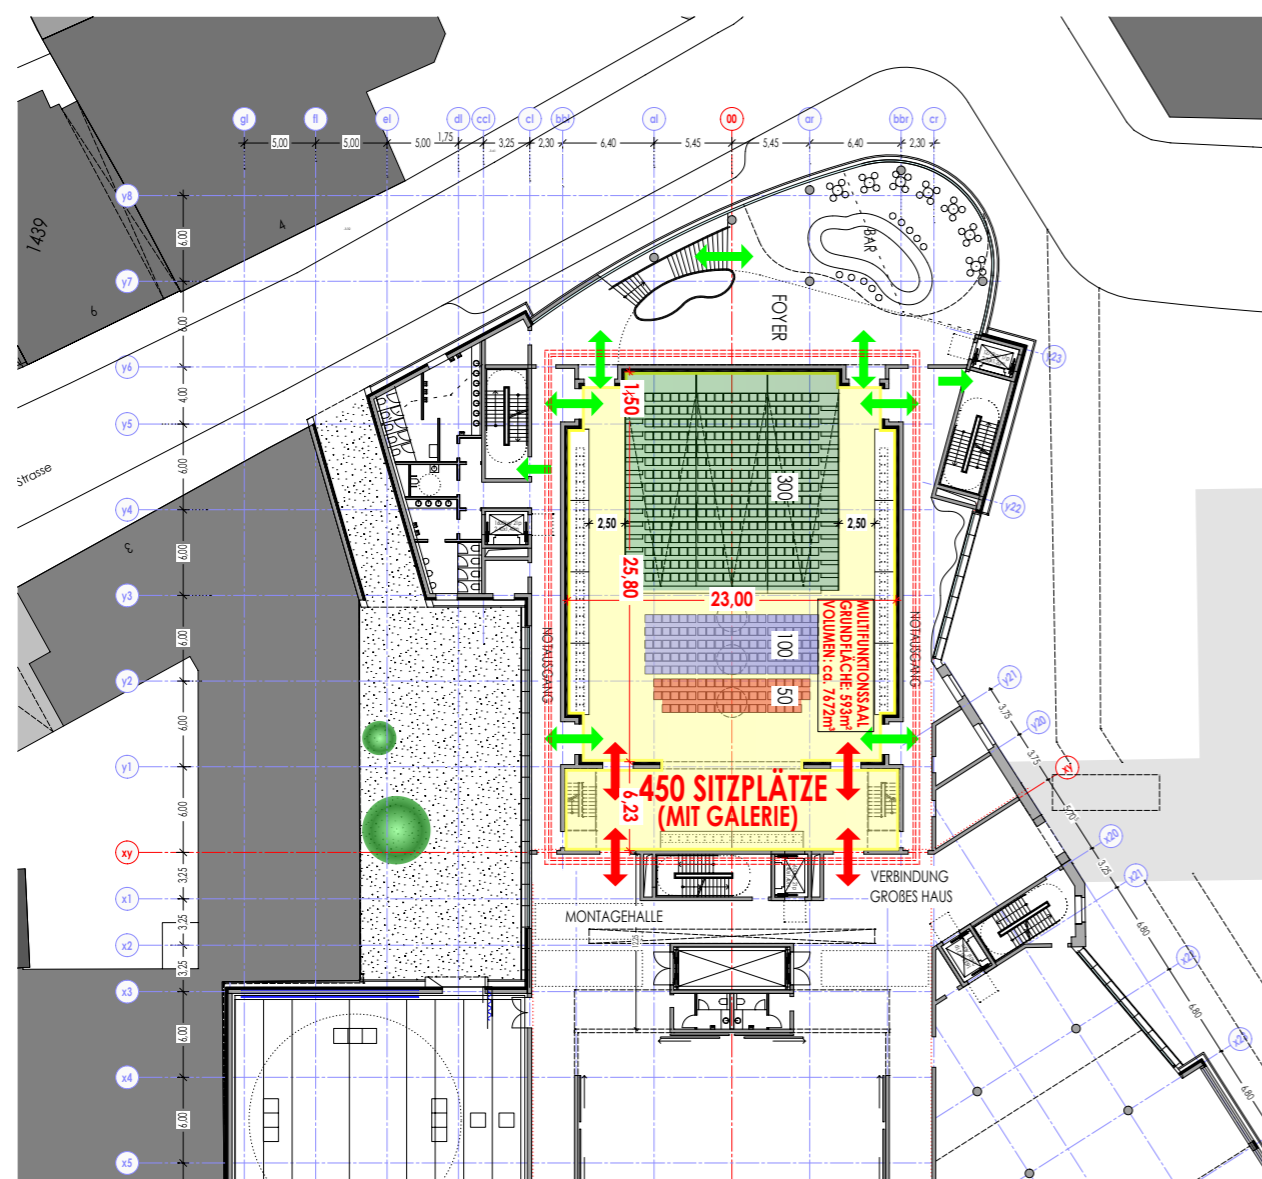 gl
fl
el
dl
ccl
cl
bbl
al
00
ar
bbr
cr
5,00
5,00
5,00
1,75
3,25
2,30
6,40
5,45
5,45
6,40
2,30
1439
4
6
3
Strasse
y8
6,00
y7
6,00
y6
4,00
y5
6,00
y4
6,00
y3
6,00
y2
6,00
y1
6,00
xy
3,25
x1
3,25
x2
3,25
x3
6,00
x4
6,00
x5
BAR
FOYER
y23
y22
y21
3,75
y20
3,75
xy
x20
3,25
x21
6,80
6,80
6,80
1,50
300
2,50
2,50
25,80
23,00
100
50
MULTIFUNKTIONSSAAL
GRUNDFLÄCHE: 593m²
VOLUMEN: ca. 7672m³
NOTAUSGANG
NOTAUSGANG
450 SITZPLÄTZE
(MIT GALERIE)
6,23
VERBINDUNG
GROßES HAUS
MONTAGEHALLE